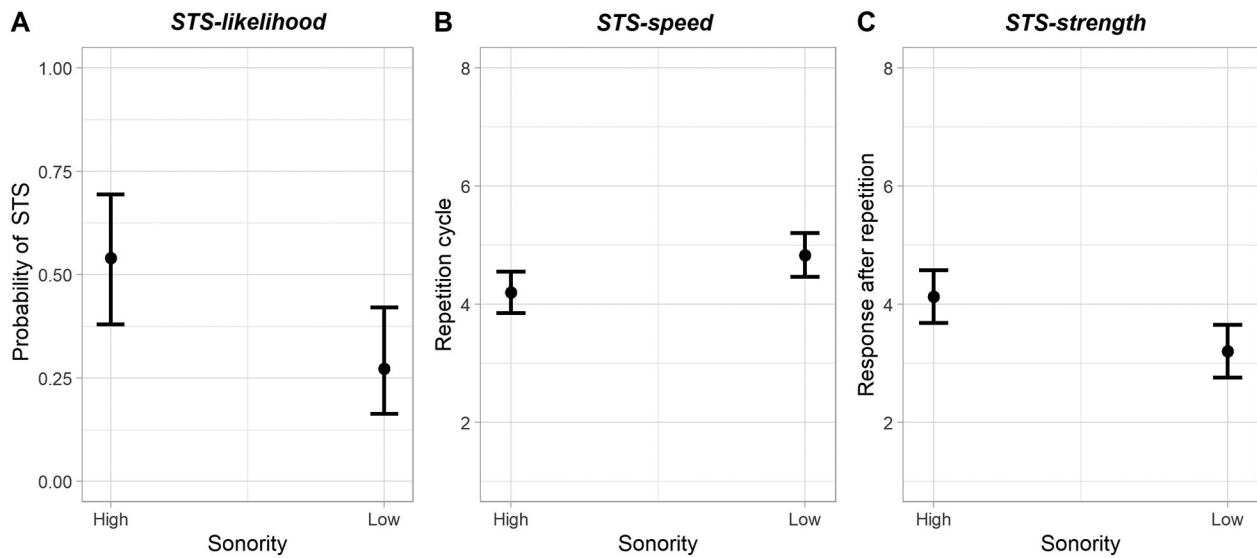 A STS-likelihood
Probability of STS
1.00
0.75
0.50
0.25
0.00
High Low
Sonority
B STS-speed
Repetition cycle
8
6
4
2
High Low
Sonority
C STS-strength
Response after repetition
8
6
4
2
High Low
Sonority